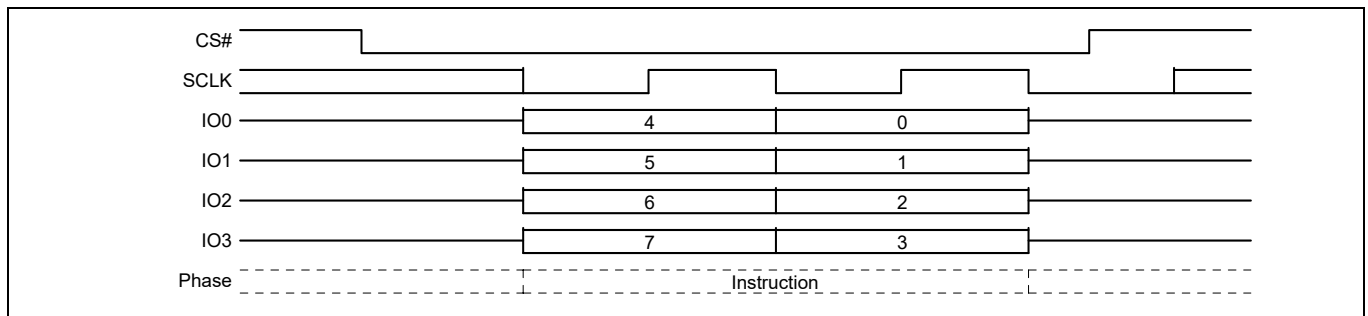 CS#
SCLK
IO0 4 0
IO1 5 1
IO2 6 2
IO3 7 3
Phase Instruction